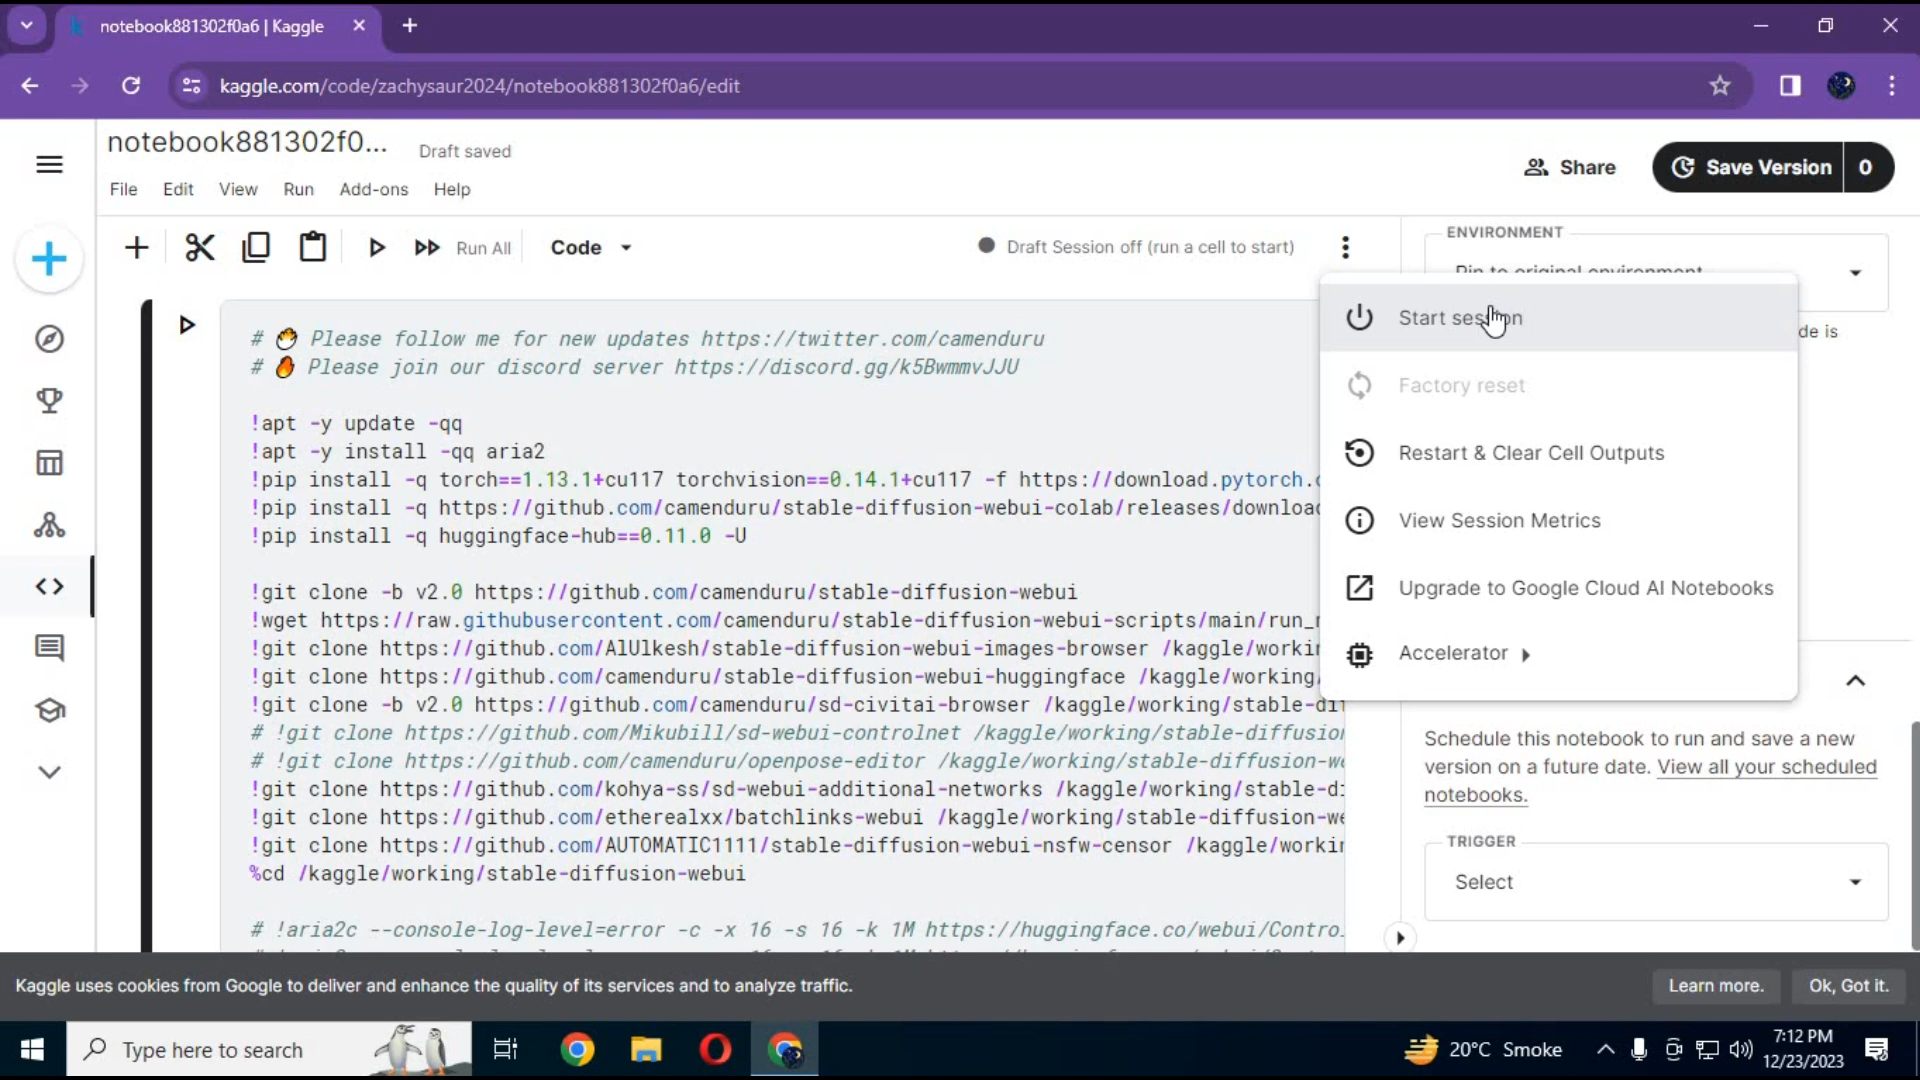 notebook881302f0a6 | Kaggle
kaggle.com/code/zachysaur2024/notebook881302f0a6/edit
notebook881302f0...
Draft saved
Share
Save Version
0
File
Edit
View
Run
Add-ons
Help
Run All
Code
Draft Session off (run a cell to start)
ENVIRONMENT
Pin to original environment
de is
Start session
Factory reset
Restart & Clear Cell Outputs
View Session Metrics
Upgrade to Google Cloud AI Notebooks
Accelerator
# 🐣 Please follow me for new updates https://twitter.com/camenduru
# 🔥 Please join our discord server https://discord.gg/k5BwmmvJJU
!apt -y update -qq
!apt -y install -qq aria2
!pip install -q torch==1.13.1+cu117 torchvision==0.14.1+cu117 -f https://download.pytorch.
!pip install -q https://github.com/camenduru/stable-diffusion-webui-colab/releases/download
!pip install -q huggingface-hub==0.11.0 -U
!git clone -b v2.0 https://github.com/camenduru/stable-diffusion-webui
!wget https://raw.githubusercontent.com/camenduru/stable-diffusion-webui-scripts/main/run_
!git clone https://github.com/AlUlkesh/stable-diffusion-webui-images-browser /kaggle/workin
!git clone https://github.com/camenduru/stable-diffusion-webui-huggingface /kaggle/working/
!git clone -b v2.0 https://github.com/camenduru/sd-civitai-browser /kaggle/working/stable-dif
# !git clone https://github.com/Mikubill/sd-webui-controlnet /kaggle/working/stable-diffusion
# !git clone https://github.com/camenduru/openpose-editor /kaggle/working/stable-diffusion-we
!git clone https://github.com/kohya-ss/sd-webui-additional-networks /kaggle/working/stable-di
!git clone https://github.com/etherealxx/batchlinks-webui /kaggle/working/stable-diffusion-we
!git clone https://github.com/AUTOMATIC1111/stable-diffusion-webui-nsfw-censor /kaggle/workin
%cd /kaggle/working/stable-diffusion-webui
# !aria2c --console-log-level=error -c -x 16 -s 16 -k 1M https://huggingface.co/webui/Contro
Schedule this notebook to run and save a new
version on a future date. View all your scheduled
notebooks.
TRIGGER
Select
Kaggle uses cookies from Google to deliver and enhance the quality of its services and to analyze traffic.
Learn more.
Ok, Got it.
Type here to search
20°C Smoke
7:12 PM
12/23/2023